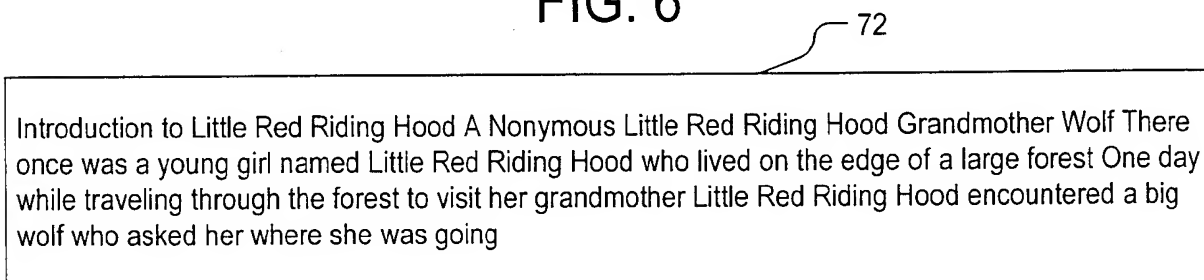 FIG. 6
72
Introduction to Little Red Riding Hood A Nonymous Little Red Riding Hood Grandmother Wolf There
once was a young girl named Little Red Riding Hood who lived on the edge of a large forest One day
while traveling through the forest to visit her grandmother Little Red Riding Hood encountered a big
wolf who asked her where she was going